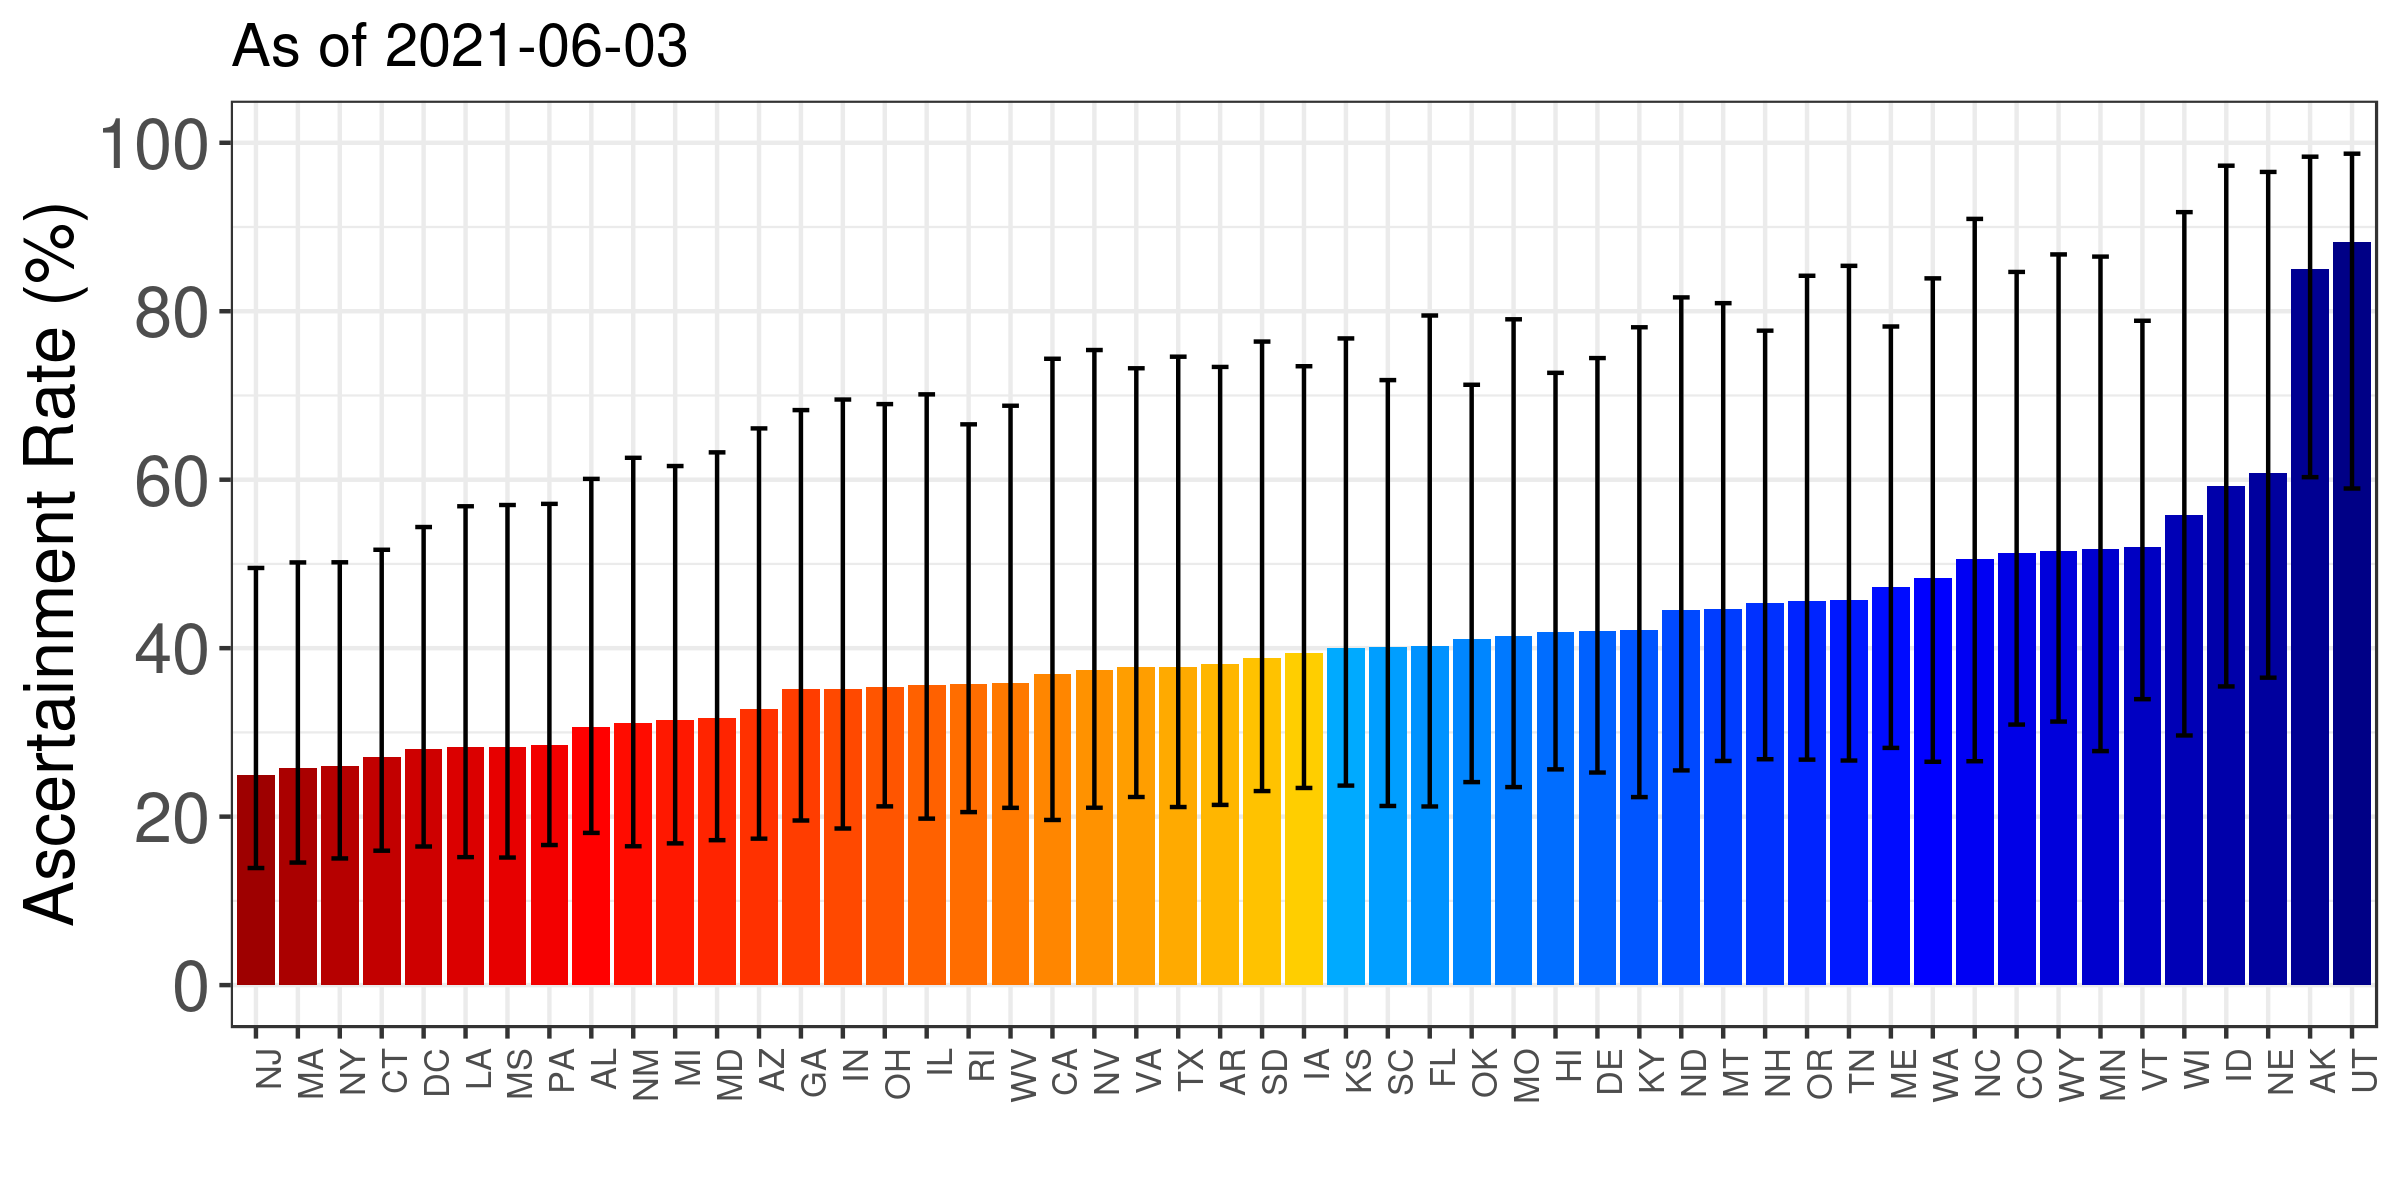 As of 2021-06-03
Ascertainment Rate (%)
100
80
60
40
20
0
NJ
MA
NY
CT
DC
LA
MS
PA
AL
NM
MI
MD
AZ
GA
IN
OH
IL
RI
WV
CA
NV
VA
TX
AR
SD
IA
KS
SC
FL
OK
MO
HI
DE
KY
ND
MT
NH
OR
TN
ME
WA
NC
CO
WY
MN
VT
WI
ID
NE
AK
UT